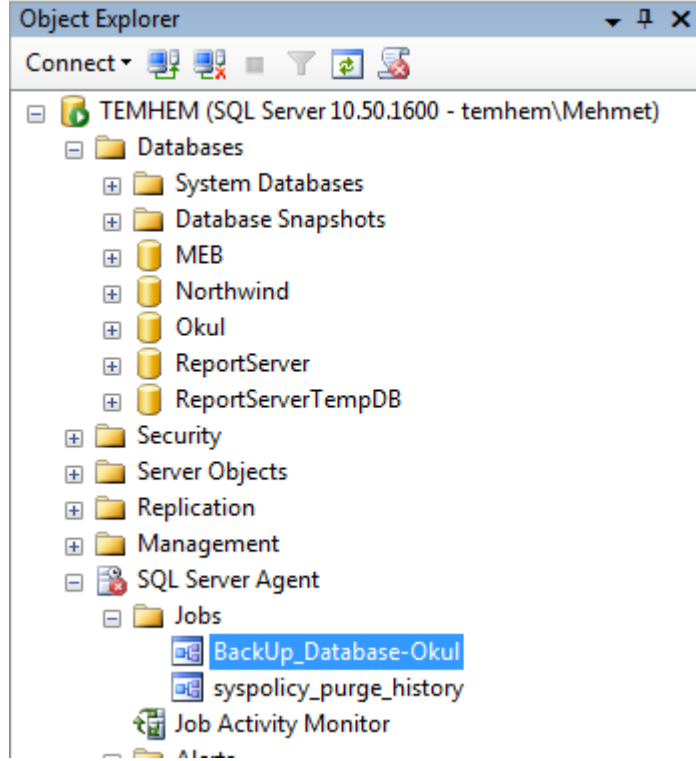 Object Explorer
Connect
TEMHEM (SQL Server 10.50.1600 - temhem\Mehmet)
Databases
System Databases
Database Snapshots
MEB
Northwind
Okul
ReportServer
ReportServerTempDB
Security
Server Objects
Replication
Management
SQL Server Agent
Jobs
BackUp_Database-Okul
syspolicy_purge_history
Job Activity Monitor
Alerts